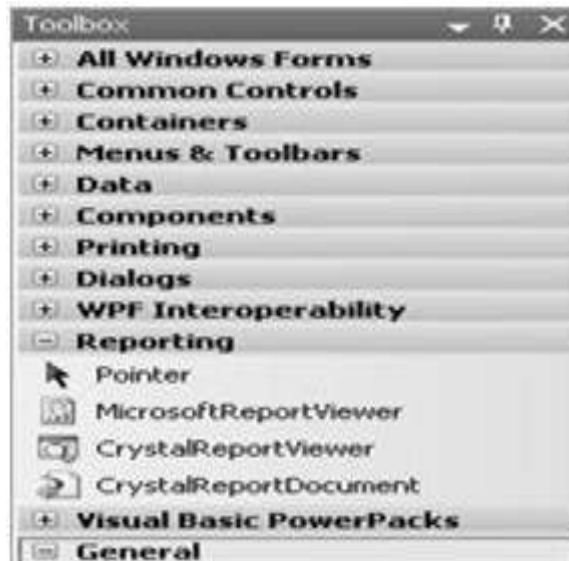 Toolbox
All Windows Forms
Common Controls
Containers
Menus & Toolbars
Data
Components
Printing
Dialogs
WPF Interoperability
Reporting
Pointer
MicrosoftReportViewer
CrystalReportViewer
CrystalReportDocument
Visual Basic PowerPacks
General